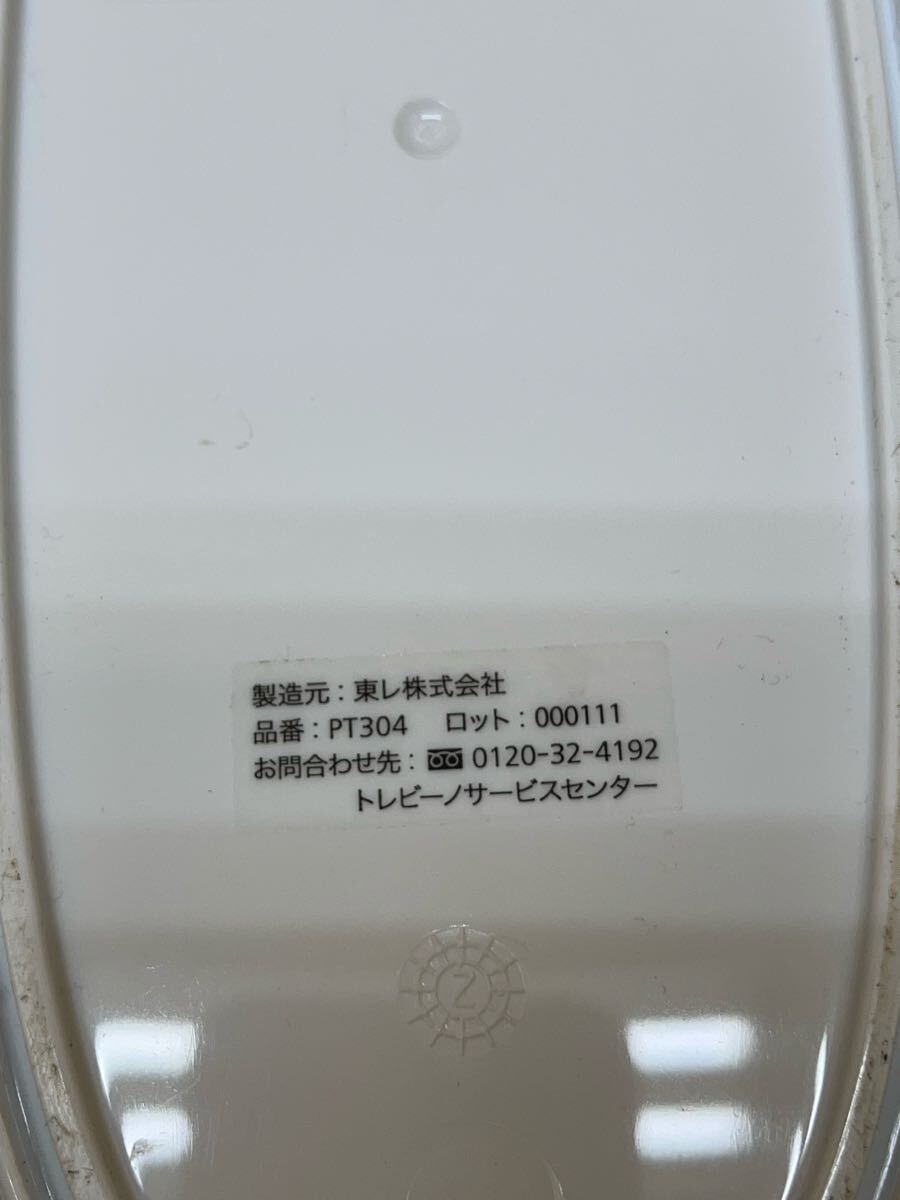 製造元：東レ株式会社
品番：PT304　ロット：000111
お問合わせ先：0120-32-4192
トレビーノサービスセンター
2